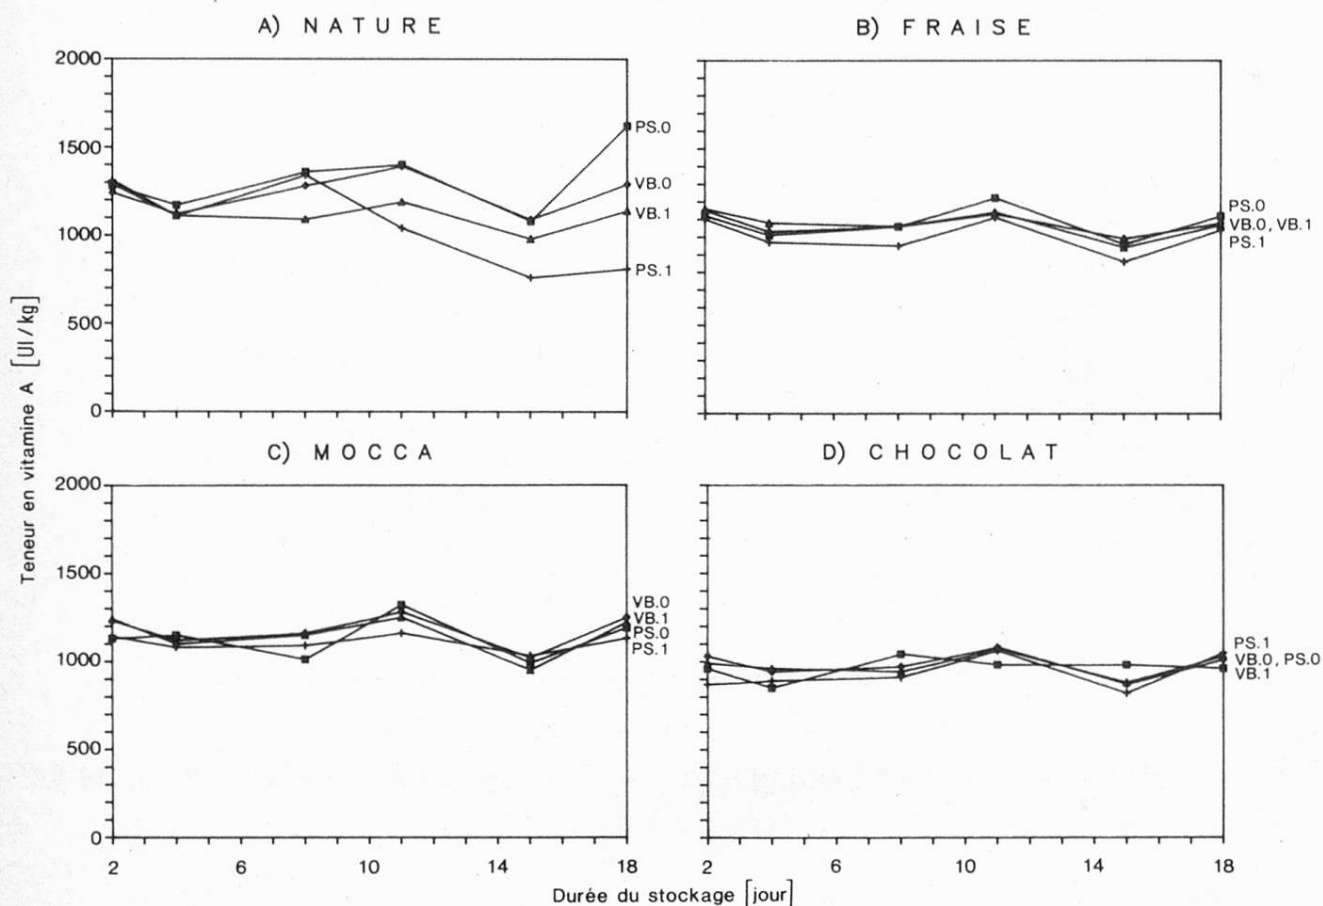 A) NATURE
B) FRAISE
2000
1500
1000
500
0
PS.0
VB.0
VB.1
PS.1
PS.0
VB.0, VB.1
PS.1
Teneur en vitamine A [UI/kg]
C) MOCCA
D) CHOCOLAT
2000
1500
1000
500
0
VB.0
VB.1
PS.0
PS.1
PS.1
VB.0, PS.0
VB.1
2 6 10 14 18
2 6 10 14 18
Durée du stockage [jour]